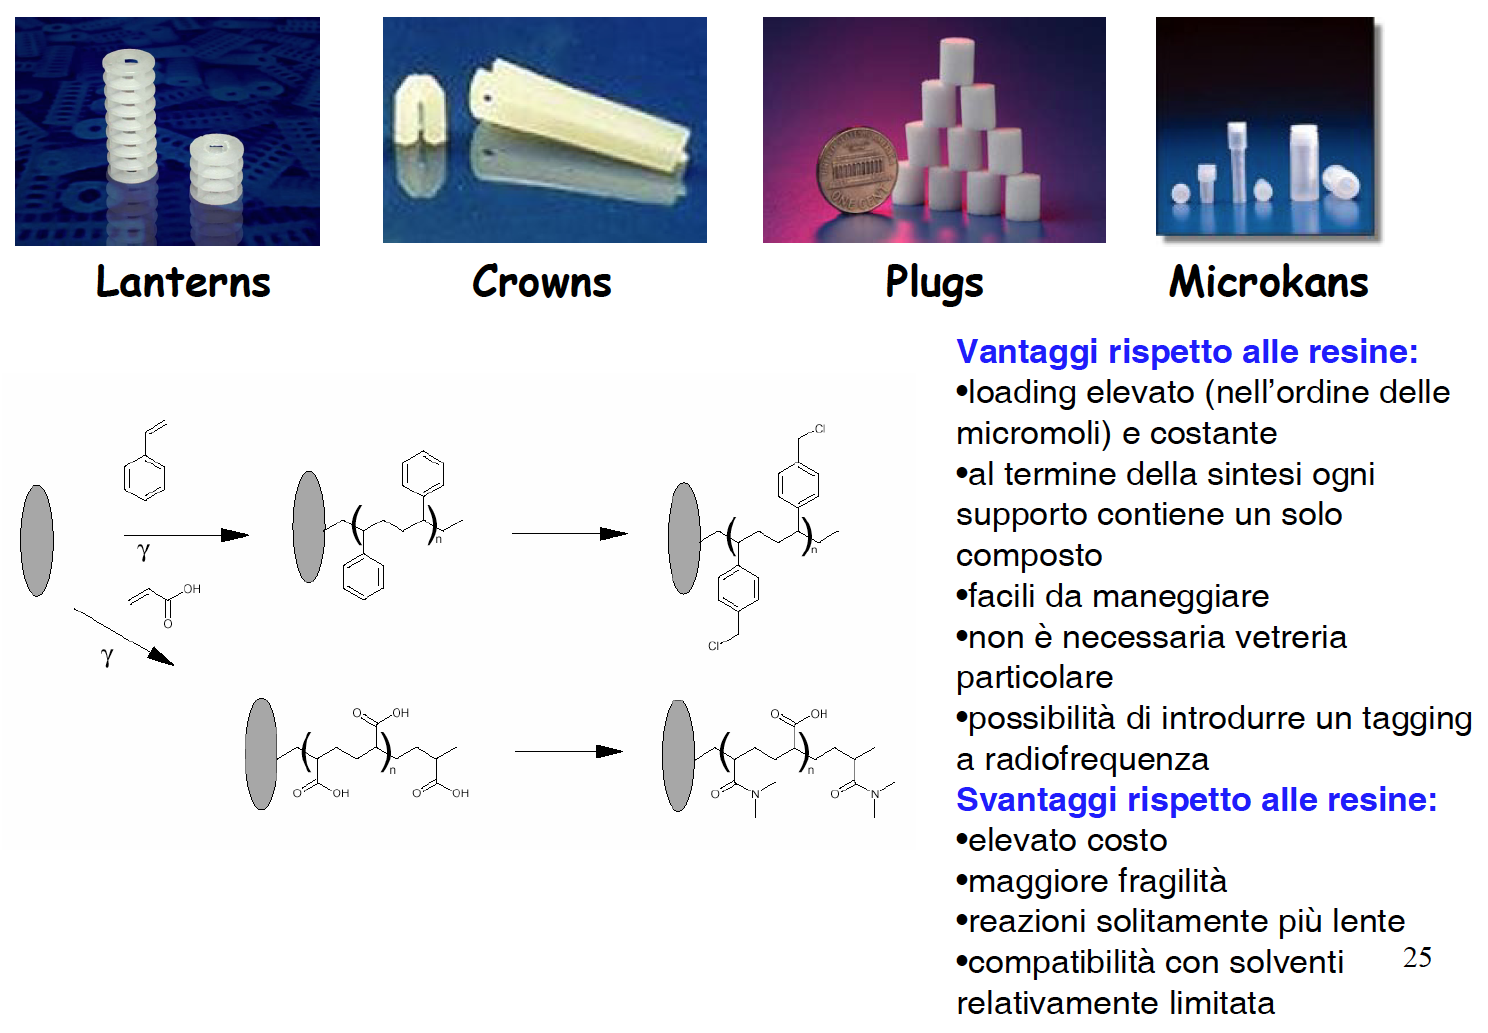 ONE CENT
Lanterns
Crowns
Plugs
Microkans
γ
OH
O
γ
n
Cl
n
Cl
O
OH
n
O
OH
O
OH
O
OH
n
O
N
O
N
Vantaggi rispetto alle resine:
•loading elevato (nell'ordine delle
micromoli) e costante
•al termine della sintesi ogni
supporto contiene un solo
composto
•facili da maneggiare
•non è necessaria vetreria
particolare
•possibilità di introdurre un tagging
a radiofrequenza
Svantaggi rispetto alle resine:
•elevato costo
•maggiore fragilità
•reazioni solitamente più lente
•compatibilità con solventi
relativamente limitata
25